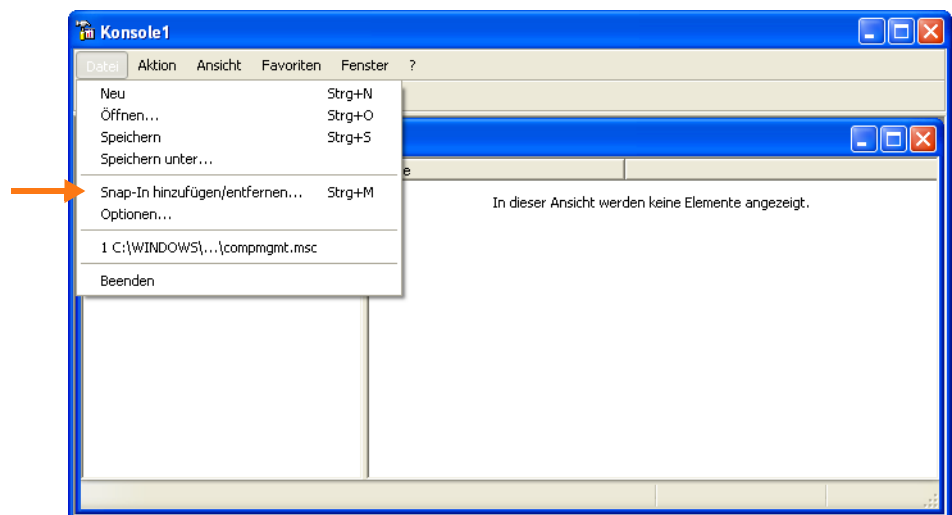 Konsole1
Datei Aktion Ansicht Favoriten Fenster ?
Neu Strg+N
Öffnen... Strg+O
Speichern Strg+S
Speichern unter...
Snap-In hinzufügen/entfernen... Strg+M
Optionen...
1 C:\WINDOWS\...\compmgmt.msc
Beenden
e
In dieser Ansicht werden keine Elemente angezeigt.